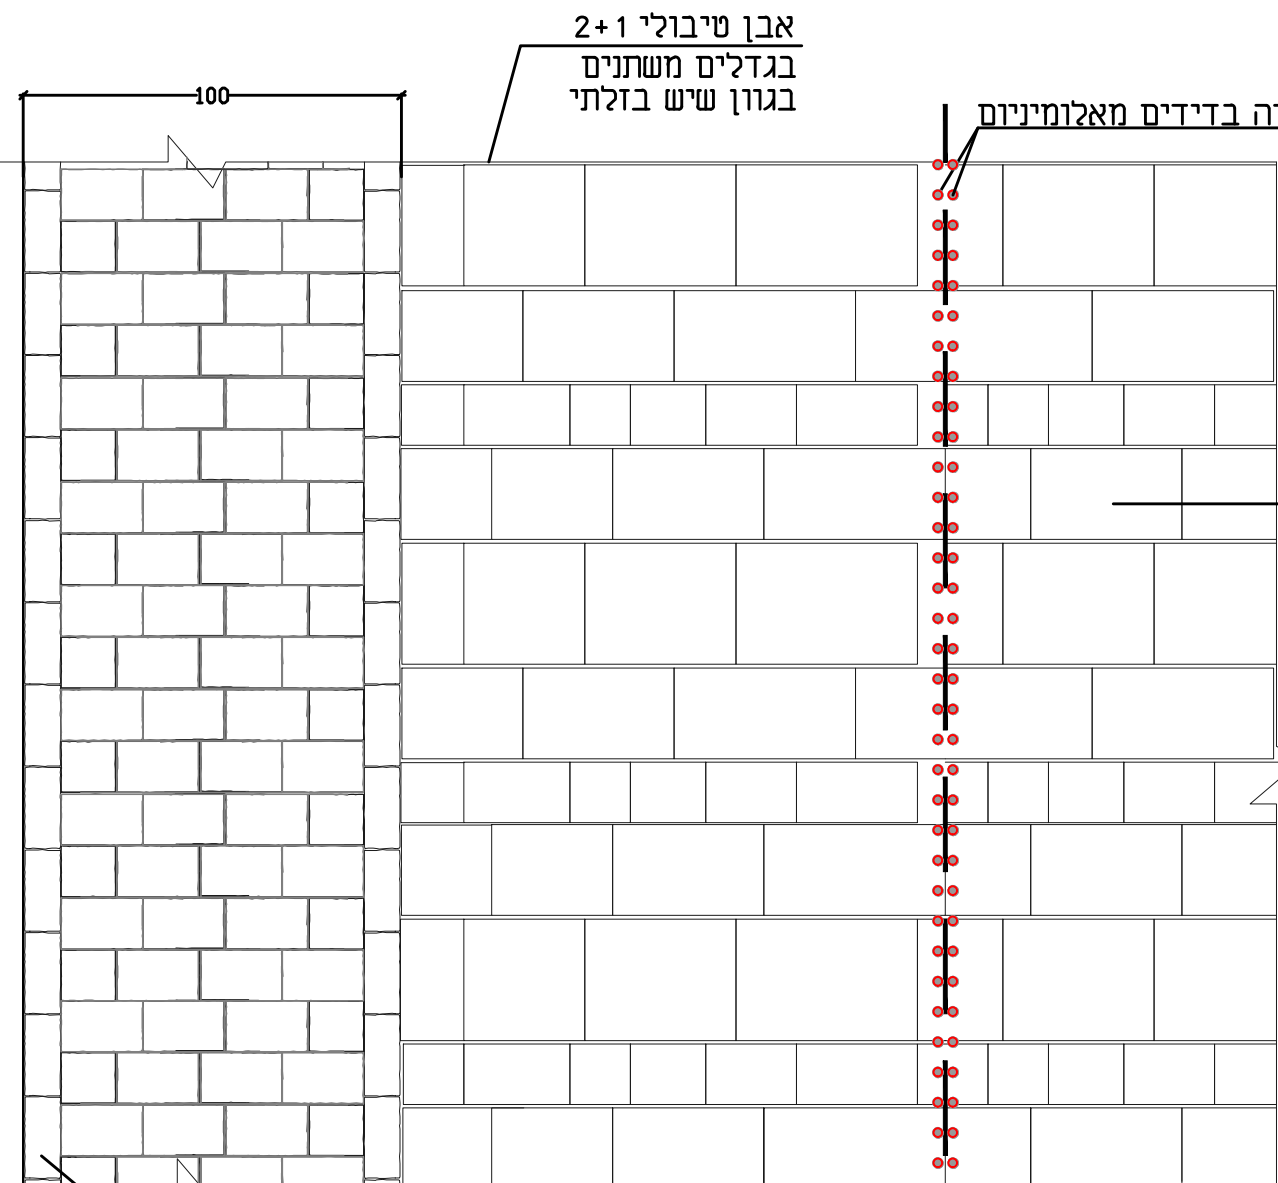 אבן טיבולי 2+1
בגדלים משתנים
בגוון שיש בזלתי
100
בדידים מאלומיניום